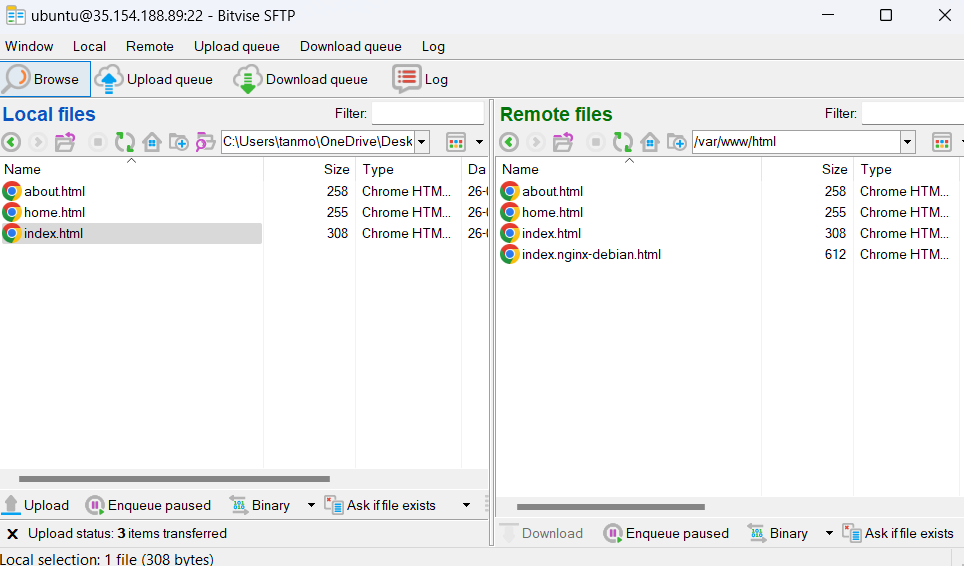 ubuntu@35.154.188.89:22 - Bitvise SFTP
Window Local Remote Upload queue Download queue Log
Browse Upload queue Download queue Log
Local files Filter:
C:\Users\tanmo\OneDrive\Desk
Name Size Type Da
about.html 258 Chrome HTM... 26-0
home.html 255 Chrome HTM... 26-0
index.html 308 Chrome HTM... 26-0
Upload Enqueue paused Binary Ask if file exists
Upload status: 3 items transferred
Local selection: 1 file (308 bytes)
Remote files Filter:
/var/www/html
Name Size Type
about.html 258 Chrome HTM...
home.html 255 Chrome HTM...
index.html 308 Chrome HTM...
index.nginx-debian.html 612 Chrome HTM...
Download Enqueue paused Binary Ask if file exists